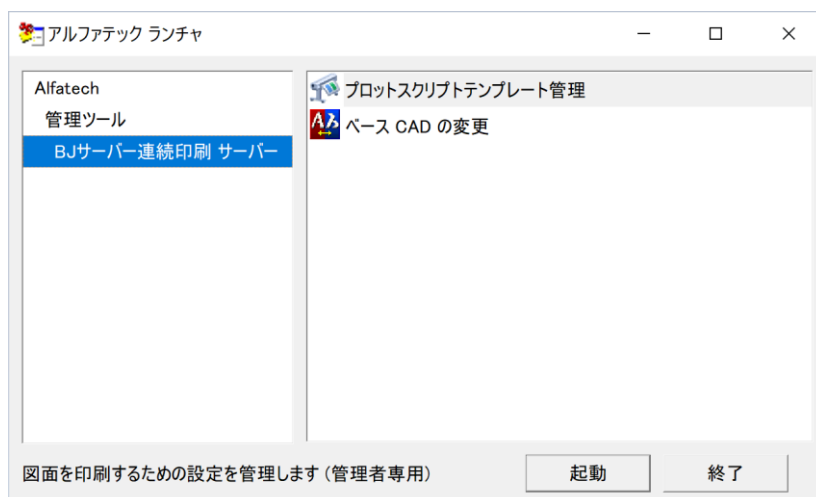 アルファテック ランチャ
Alfatech
管理ツール
BJサーバー連続印刷 サーバー
プロットスクリプトテンプレート管理
ベース CAD の変更
図面を印刷するための設定を管理します(管理者専用)
起動
終了